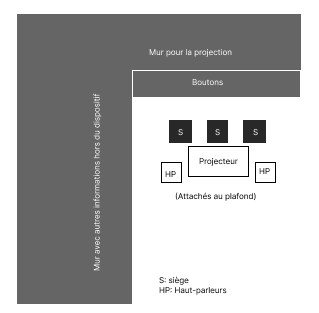 Mur pour la projection
Boutons
Mur avec autres informations hors du dispositif
S
S
S
Projecteur
HP
HP
(Attachés au plafond)
S: siège
HP: Haut-parleurs